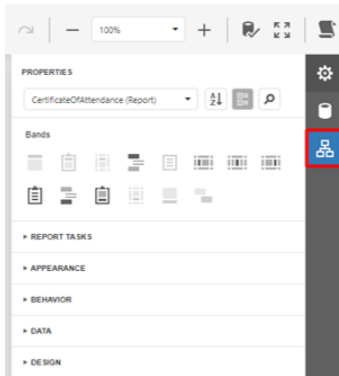 100%
PROPERTIES
CertificateOfAttendance (Report)
Bands
REPORT TASKS
APPEARANCE
BEHAVIOR
DATA
DESIGN